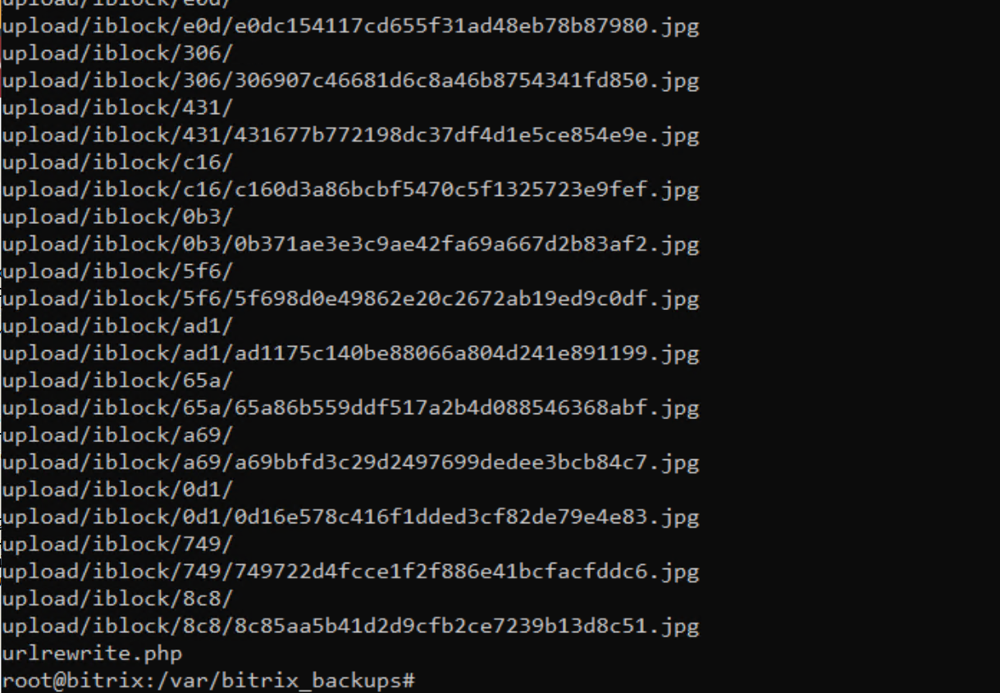 upload/iblock/e0d/
upload/iblock/e0d/e0dc154117cd655f31ad48eb78b87980.jpg
upload/iblock/306/
upload/iblock/306/306907c46681d6c8a46b8754341fd850.jpg
upload/iblock/431/
upload/iblock/431/431677b772198dc37df4d1e5ce854e9e.jpg
upload/iblock/c16/
upload/iblock/c16/c160d3a86bcbf5470c5f1325723e9fef.jpg
upload/iblock/0b3/
upload/iblock/0b3/0b371ae3e3c9ae42fa69a667d2b83af2.jpg
upload/iblock/5f6/
upload/iblock/5f6/5f698d0e49862e20c2672ab19ed9c0df.jpg
upload/iblock/ad1/
upload/iblock/ad1/ad1175c140be88066a804d241e891199.jpg
upload/iblock/65a/
upload/iblock/65a/65a86b559ddf517a2b4d088546368abf.jpg
upload/iblock/a69/
upload/iblock/a69/a69bbfd3c29d2497699dedee3bcb84c7.jpg
upload/iblock/0d1/
upload/iblock/0d1/0d16e578c416f1dded3cf82de79e4e83.jpg
upload/iblock/749/
upload/iblock/749/749722d4fcce1f2f886e41bcfacfddc6.jpg
upload/iblock/8c8/
upload/iblock/8c8/8c85aa5b41d2d9cfb2ce7239b13d8c51.jpg
urlrewrite.php
root@bitrix:/var/bitrix_backups#